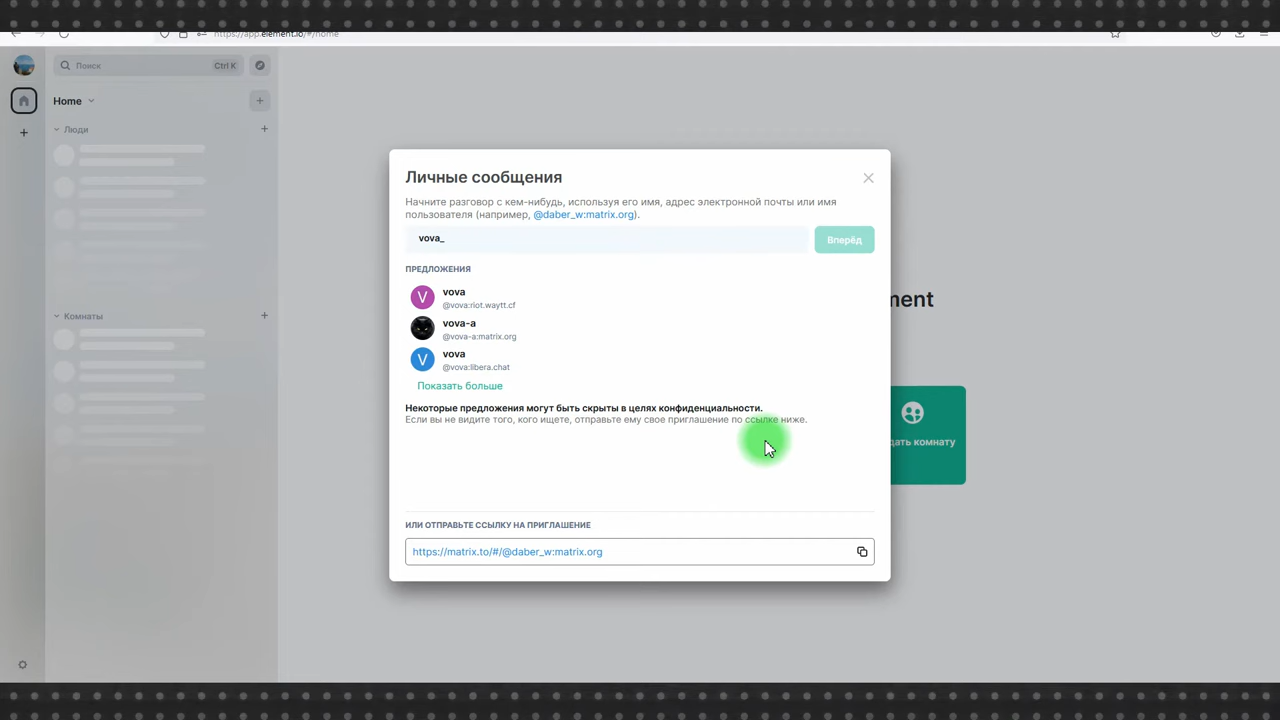 https://app.element.io/#/home
Поиск
Ctrl K
Home
Люди
Комнаты
Личные сообщения
Начните разговор с кем-нибудь, используя его имя, адрес электронной почты или имя
пользователя (например, @daber_w:matrix.org).
vova_
Вперёд
ПРЕДЛОЖЕНИЯ
V
vova
@vova:riot.waytt.cf
vova-a
@vova-a:matrix.org
V
vova
@vova:libera.chat
Показать больше
Некоторые предложения могут быть скрыты в целях конфиденциальности.
Если вы не видите того, кого ищете, отправьте ему свое приглашение по ссылке ниже.
ИЛИ ОТПРАВЬТЕ ССЫЛКУ НА ПРИГЛАШЕНИЕ
https://matrix.to/#/@daber_w:matrix.org
ment
дать комнату